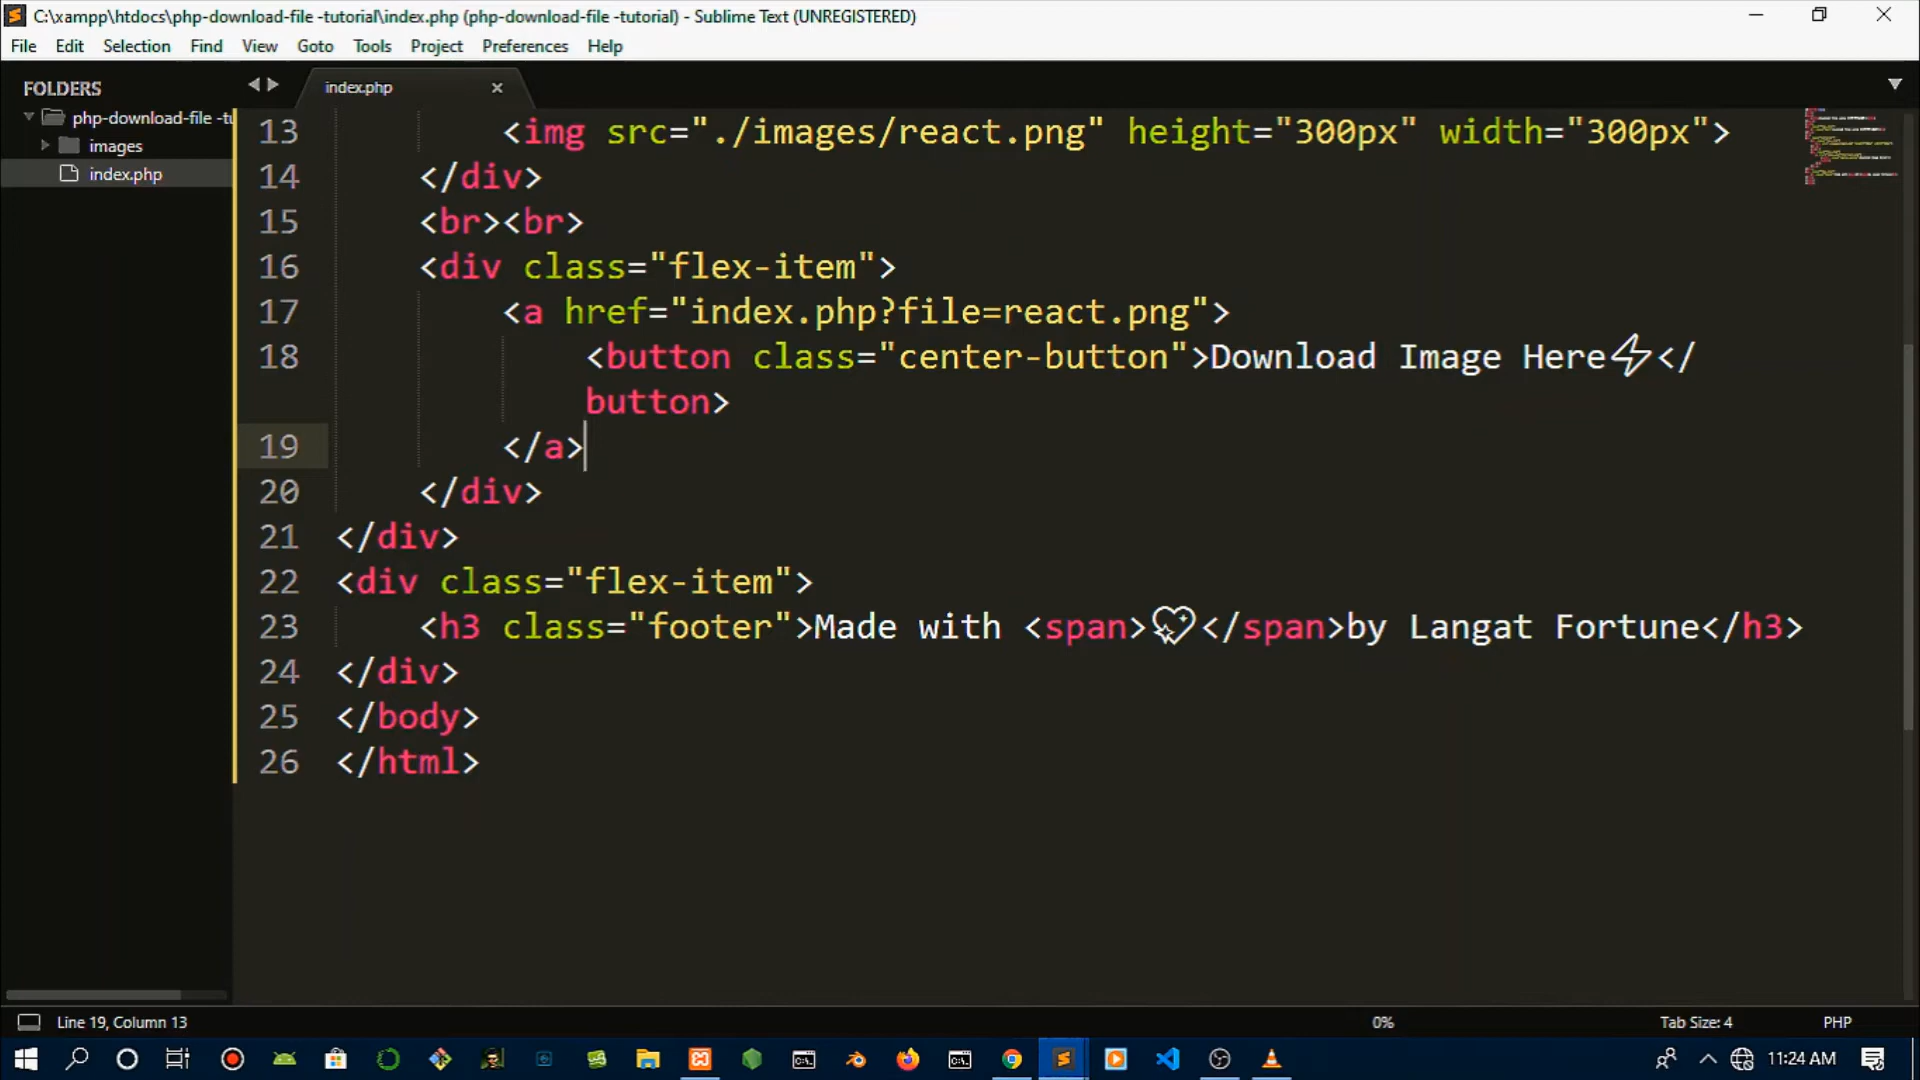 C:\xampp\htdocs\php-download-file -tutorial\index.php (php-download-file -tutorial) - Sublime Text (UNREGISTERED)
File Edit Selection Find View Goto Tools Project Preferences Help
FOLDERS
php-download-file -tu
images
index.php
index.php
13 <img src="./images/react.png" height="300px" width="300px">
14 </div>
15 <br><br>
16 <div class="flex-item">
17 <a href="index.php?file=react.png">
18 <button class="center-button">Download Image Here⚡</
button>
19 </a>
20 </div>
21 </div>
22 <div class="flex-item">
23 <h3 class="footer">Made with <span>💖</span>by Langat Fortune</h3>
24 </div>
25 </body>
26 </html>
Line 19, Column 13 0% Tab Size: 4 PHP
11:24 AM